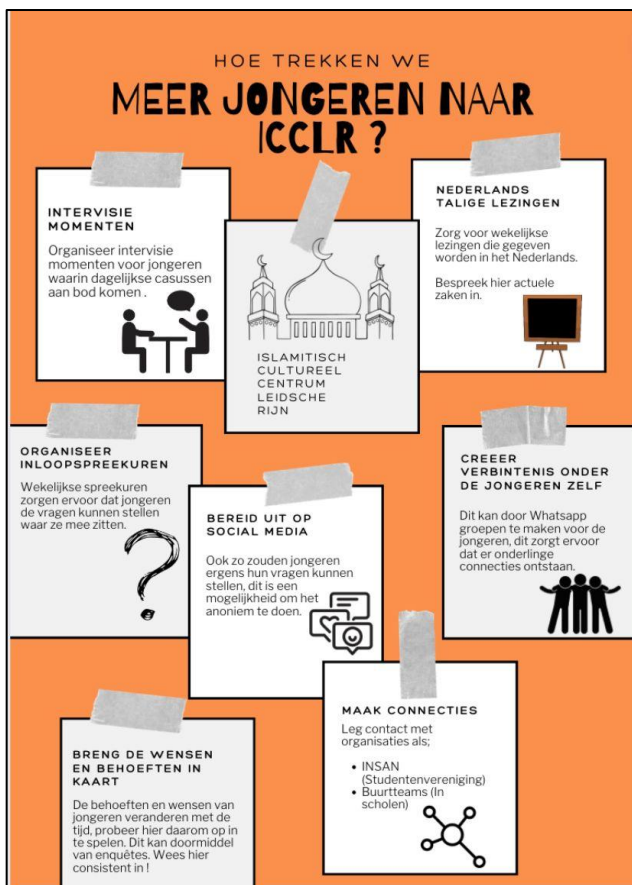 HOE TREKKEN WE
MEER JONGEREN NAAR
ICCLR ?
INTERVISIE
MOMENTEN
Organiseer intervisie
momenten voor jongeren
waarin dagelijkse casussen
aan bod komen .
ISLAMITISCH
CULTUREEL
CENTRUM
LEIDSCHE
RIJN
NEDERLANDS
TALIGE LEZINGEN
Zorg voor wekelijkse
lezingen die gegeven
worden in het Nederlands.
Bespreek hier actuele
zaken in.
ORGANISEER
INLOOPSPREEKUREN
Wekelijkse spreekuren
zorgen ervoor dat jongeren
de vragen kunnen stellen
waar ze mee zitten.
BEREID UIT OP
SOCIAL MEDIA
Ook zo zouden jongeren
ergens hun vragen kunnen
stellen, dit is een
mogelijkheid om het
anoniem te doen.
CREEER
VERBINTENIS ONDER
DE JONGEREN ZELF
Dit kan door Whatsapp
groepen te maken voor de
jongeren, dit zorgt ervoor
dat er onderlinge
connecties ontstaan.
BRENG DE WENSEN
EN BEHOEFTEN IN
KAART
De behoeften en wensen van
jongeren veranderen met de
tijd, probeer hier daarom op in
te spelen. Dit kan doormiddel
van enquêtes. Wees hier
consistent in !
MAAK CONNECTIES
Leg contact met
organisaties als;
• INSAN
(Studentenvereniging)
• Buurtteams (In
scholen)